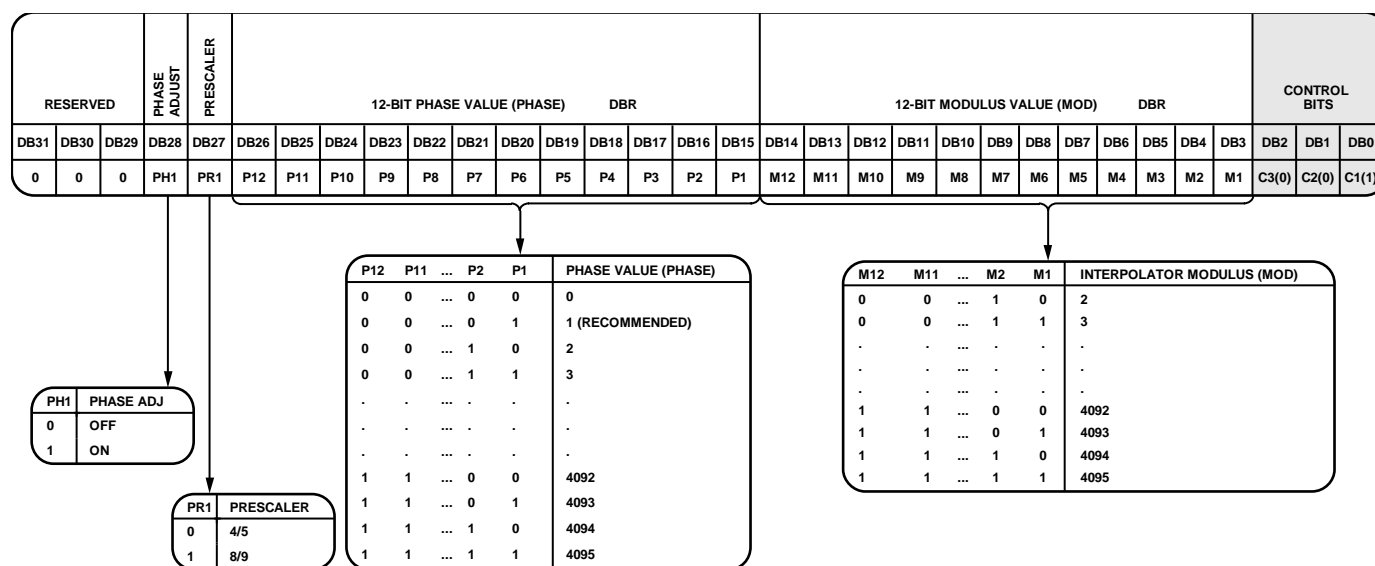 RESERVED PHASE ADJUST PRESCALER 12-BIT PHASE VALUE (PHASE) DBR 12-BIT MODULUS VALUE (MOD) DBR CONTROL BITS
DB31 DB30 DB29 DB28 DB27 DB26 DB25 DB24 DB23 DB22 DB21 DB20 DB19 DB18 DB17 DB16 DB15 DB14 DB13 DB12 DB11 DB10 DB9 DB8 DB7 DB6 DB5 DB4 DB3 DB2 DB1 DB0
0 0 0 PH1 PR1 P12 P11 P10 P9 P8 P7 P6 P5 P4 P3 P2 P1 M12 M11 M10 M9 M8 M7 M6 M5 M4 M3 M2 M1 C3(0) C2(0) C1(1)
P12 P11 ... P2 P1 PHASE VALUE (PHASE)
0 0 ... 0 0 0
0 0 ... 0 1 1 (RECOMMENDED)
0 0 ... 1 0 2
0 0 ... 1 1 3
. . ... . . .
. . ... . . .
. . ... . . .
1 1 ... 0 0 4092
1 1 ... 0 1 4093
1 1 ... 1 0 4094
1 1 ... 1 1 4095
M12 M11 ... M2 M1 INTERPOLATOR MODULUS (MOD)
0 0 ... 1 0 2
0 0 ... 1 1 3
. . ... . . .
. . ... . . .
. . ... . . .
1 1 ... 0 0 4092
1 1 ... 0 1 4093
1 1 ... 1 0 4094
1 1 ... 1 1 4095
PH1 PHASE ADJ
0 OFF
1 ON
PR1 PRESCALER
0 4/5
1 8/9